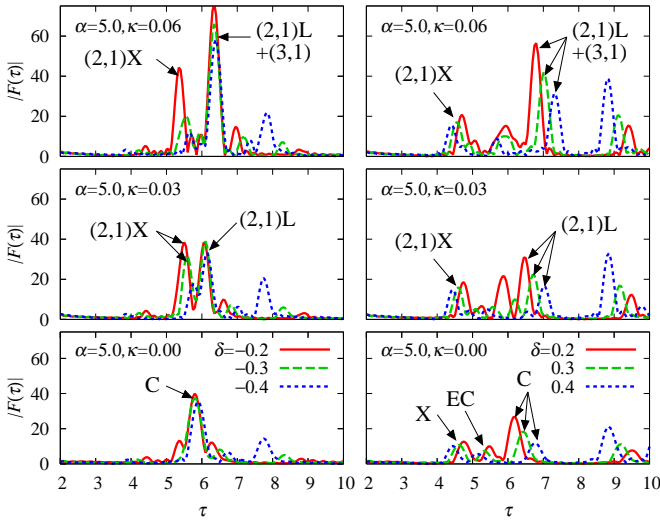 α=5.0,κ=0.06
(2,1)L
+(3,1)
(2,1)X
|F(τ)|
60
40
20
0
α=5.0,κ=0.06
(2,1)L
+(3,1)
(2,1)X
α=5.0,κ=0.03
(2,1)X
(2,1)L
|F(τ)|
60
40
20
0
α=5.0,κ=0.03
(2,1)X
(2,1)L
α=5.0,κ=0.00
δ=−0.2
−0.3
−0.4
C
|F(τ)|
60
40
20
0
2 3 4 5 6 7 8 9 10
τ
α=5.0,κ=0.00
δ=0.2
0.3
0.4
X
EC
C
2 3 4 5 6 7 8 9 10
τ